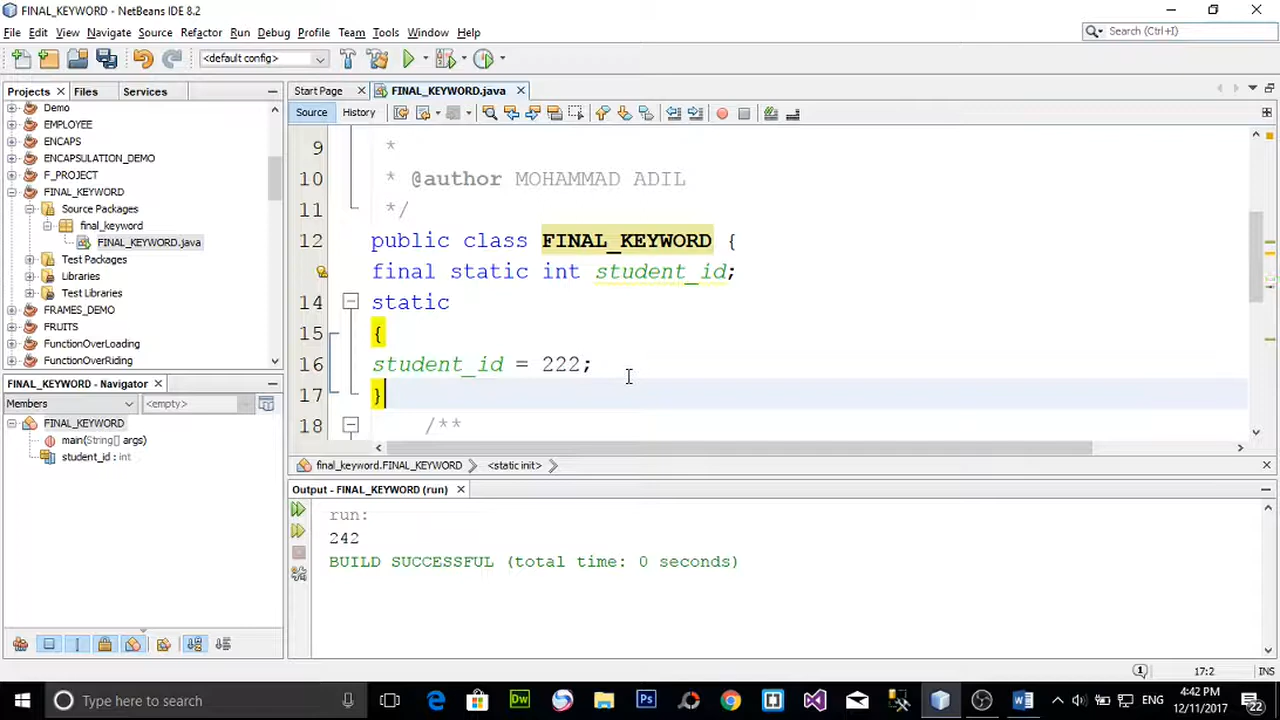 FINAL_KEYWORD - NetBeans IDE 8.2
File Edit View Navigate Source Refactor Run Debug Profile Team Tools Window Help
Search (Ctrl+I)
<default config>
Projects Files Services
Demo
EMPLOYEE
ENCAPS
ENCAPSULATION_DEMO
F_PROJECT
FINAL_KEYWORD
Source Packages
final_keyword
FINAL_KEYWORD.java
Test Packages
Libraries
Test Libraries
FRAMES_DEMO
FRUITS
FunctionOverLoading
FunctionOverRiding
FINAL_KEYWORD - Navigator
Members <empty>
FINAL_KEYWORD
main(String[] args)
student_id : int
Start Page FINAL_KEYWORD.java
Source History
9 *
10 * @author MOHAMMAD ADIL
11 */
12 public class FINAL_KEYWORD {
final static int student_id;
14 static
15 {
16 student_id = 222;
17 }
18 /**
final_keyword.FINAL_KEYWORD <static init>
Output - FINAL_KEYWORD (run)
run:
242
BUILD SUCCESSFUL (total time: 0 seconds)
1 17:2 INS
Type here to search
Dw
Ps
ENG
4:42 PM
12/11/2017
22